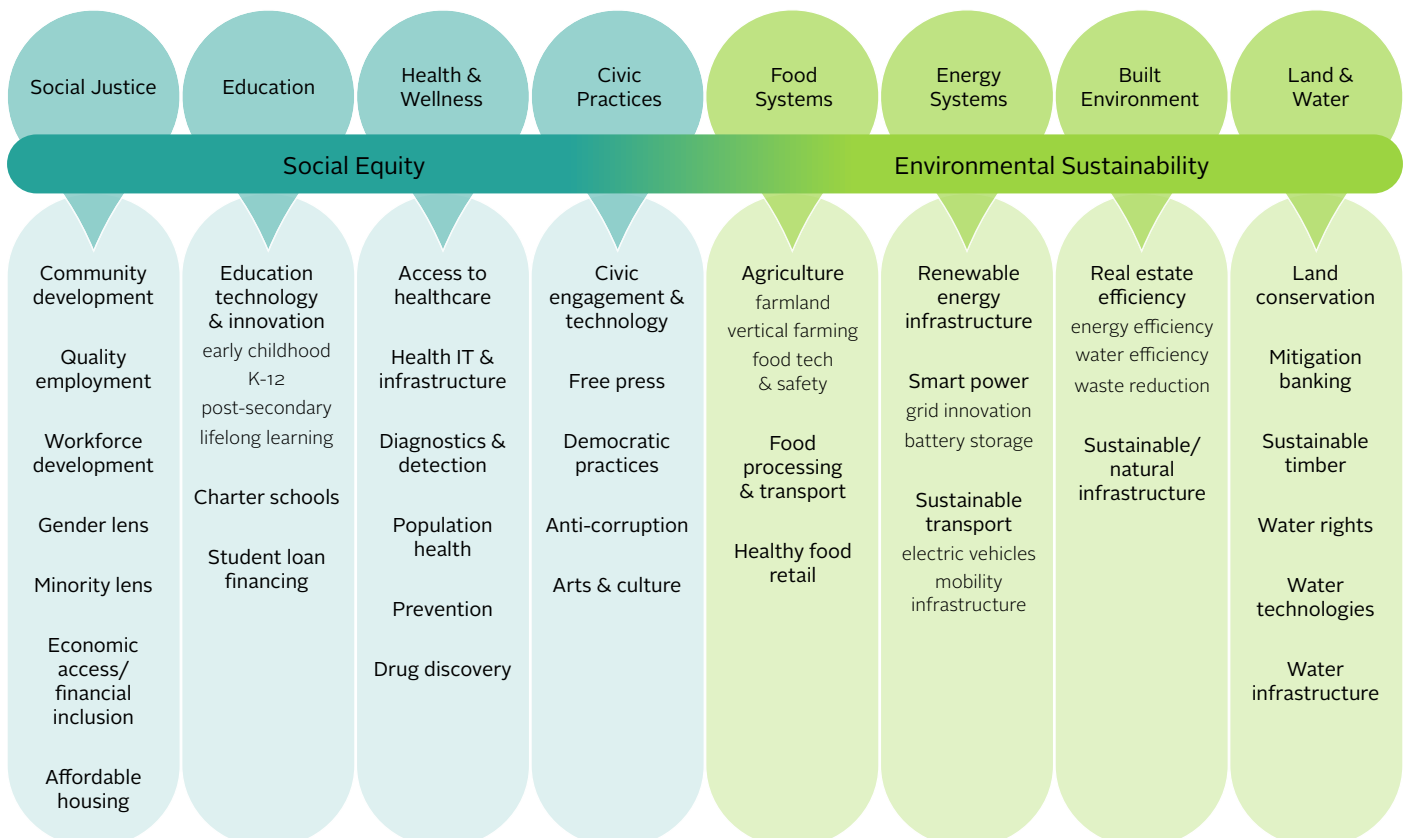 Social Justice
Education
Health &
Wellness
Civic
Practices
Food
Systems
Energy
Systems
Built
Environment
Land &
Water
Social Equity
Environmental Sustainability
Community
development
Quality
employment
Workforce
development
Gender lens
Minority lens
Economic
access/
financial
inclusion
Affordable
housing
Education
technology
& innovation
early childhood
K-12
post-secondary
lifelong learning
Charter schools
Student loan
financing
Access to
healthcare
Health IT &
infrastructure
Diagnostics &
detection
Population
health
Prevention
Drug discovery
Civic
engagement &
technology
Free press
Democratic
practices
Anti-corruption
Arts & culture
Agriculture
farmland
vertical farming
food tech
& safety
Food
processing
& transport
Healthy food
retail
Renewable
energy
infrastructure
Smart power
grid innovation
battery storage
Sustainable
transport
electric vehicles
mobility
infrastructure
Real estate
efficiency
energy efficiency
water efficiency
waste reduction
Sustainable/
natural
infrastructure
Land
conservation
Mitigation
banking
Sustainable
timber
Water rights
Water
technologies
Water
infrastructure